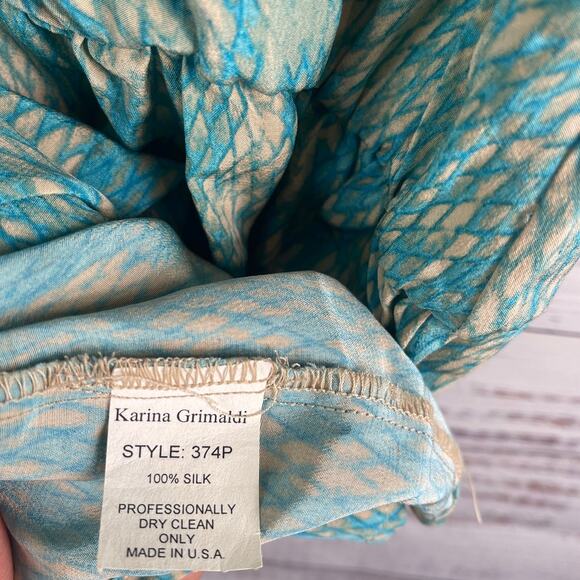 Karina Grimaldi
STYLE: 374P
100% SILK
PROFESSIONALLY
DRY CLEAN
ONLY
MADE IN U.S.A.